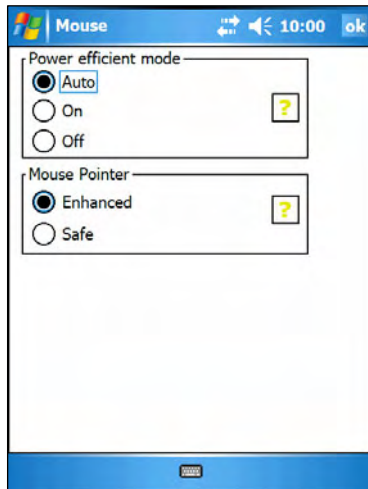 Mouse 10:00 ok
Power efficient mode
Auto
On
?
Off
Mouse Pointer
Enhanced
?
Safe